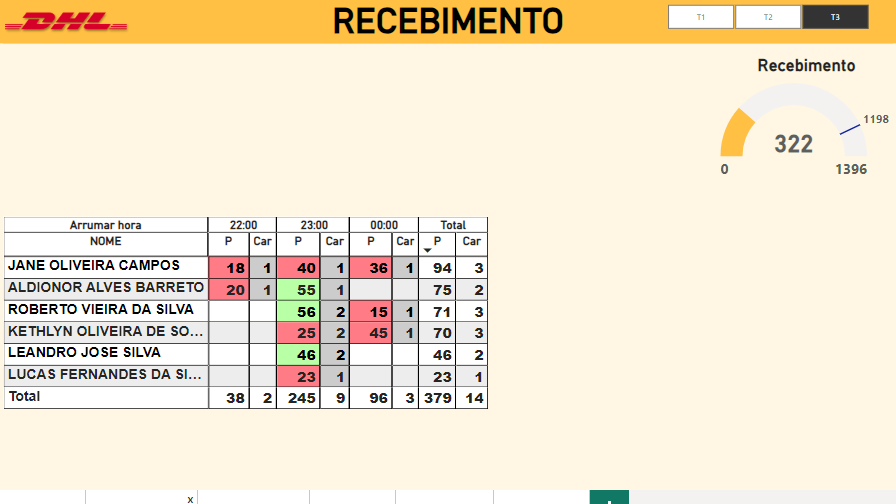 DHL
RECEBIMENTO
T1 T2 T3
Recebimento
1198
322
0 1396
Arrumar hora 22:00 23:00 00:00 Total
NOME P Car P Car P Car P Car
JANE OLIVEIRA CAMPOS 18 1 40 1 36 1 94 3
ALDIONOR ALVES BARRETO 20 1 55 1 75 2
ROBERTO VIEIRA DA SILVA 56 2 15 1 71 3
KETHLYN OLIVEIRA DE SO... 25 2 45 1 70 3
LEANDRO JOSE SILVA 46 2 46 2
LUCAS FERNANDES DA SI... 23 1 23 1
Total 38 2 245 9 96 3 379 14
x